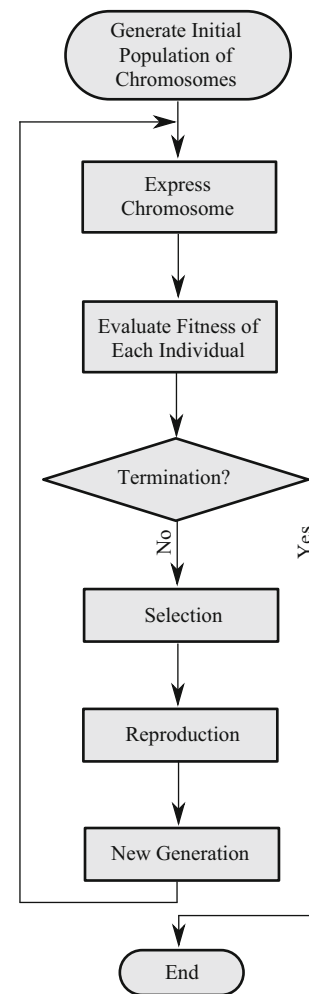 Generate Initial
Population of
Chromosomes
Express
Chromosome
Evaluate Fitness of
Each Individual
Termination?
No
Yes
Selection
Reproduction
New Generation
End